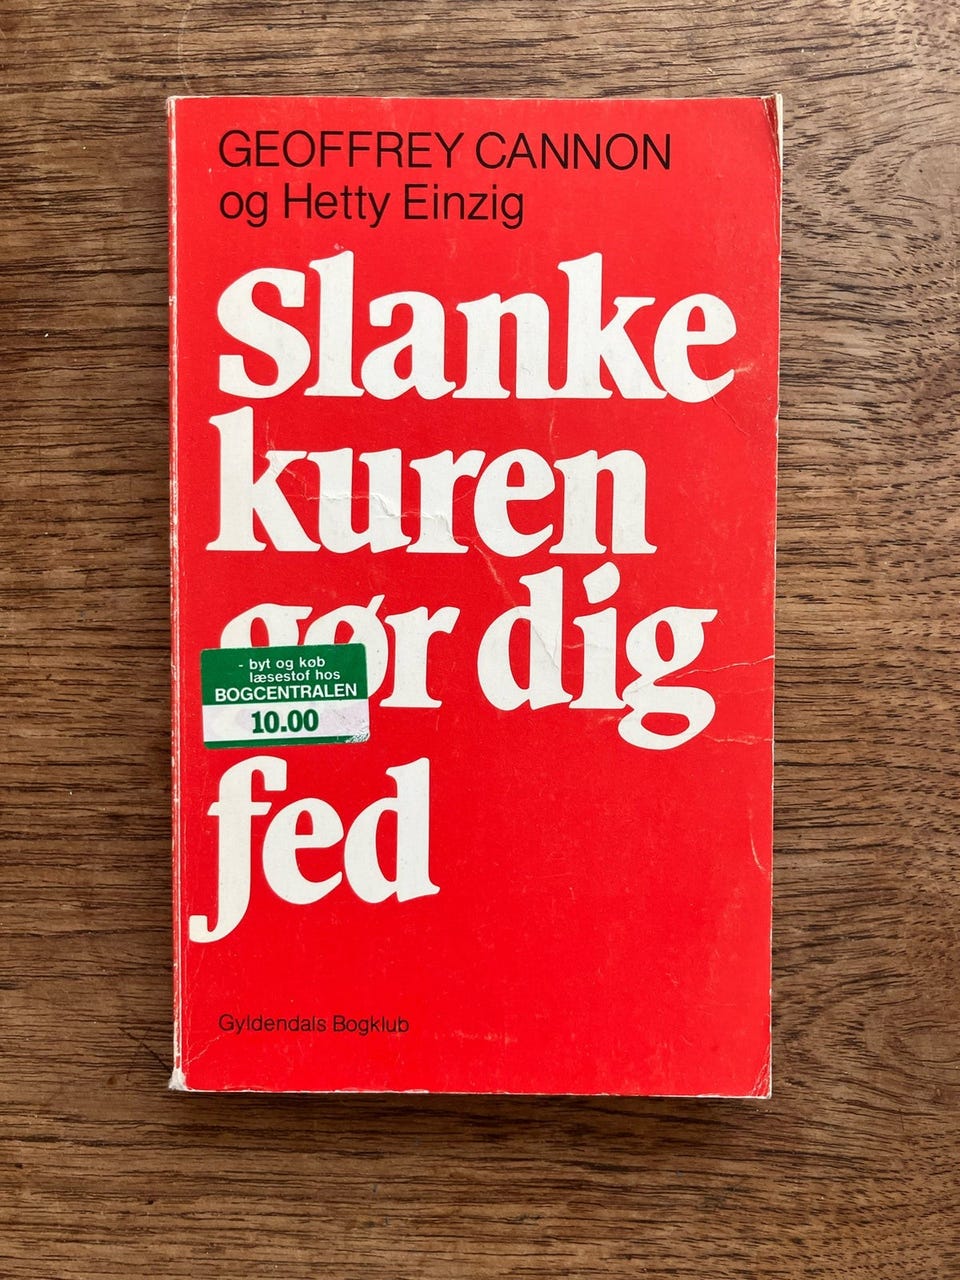 GEOFFREY CANNON
og Hetty Einzig
Slanke
kuren
gør dig
- byt og køb
læsestof hos
BOGCENTRALEN
10.00
fed
Gyldendals Bogklub